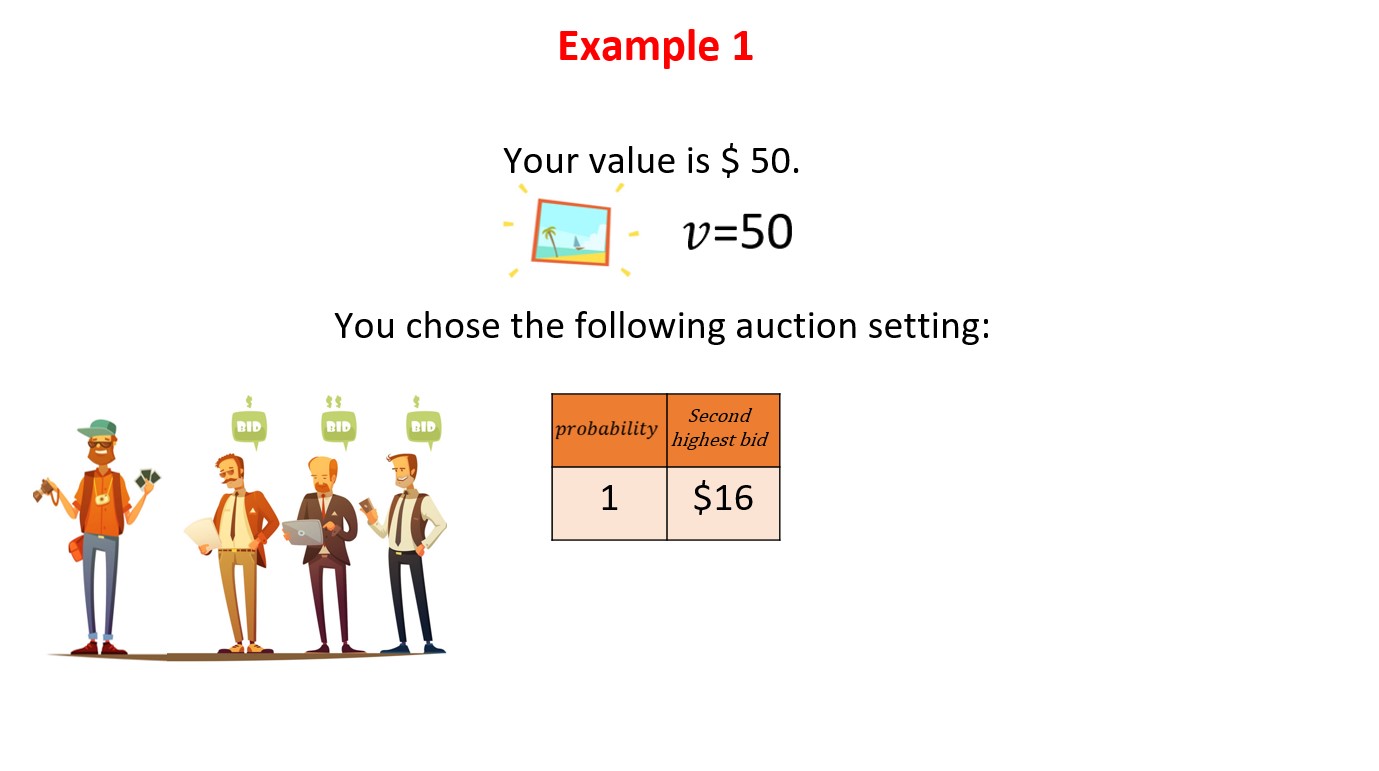 Example 1
Your value is $ 50.
v=50
You chose the following auction setting:
$
$$
$
BID
BID
BID
probability
Second
highest bid
1
$16